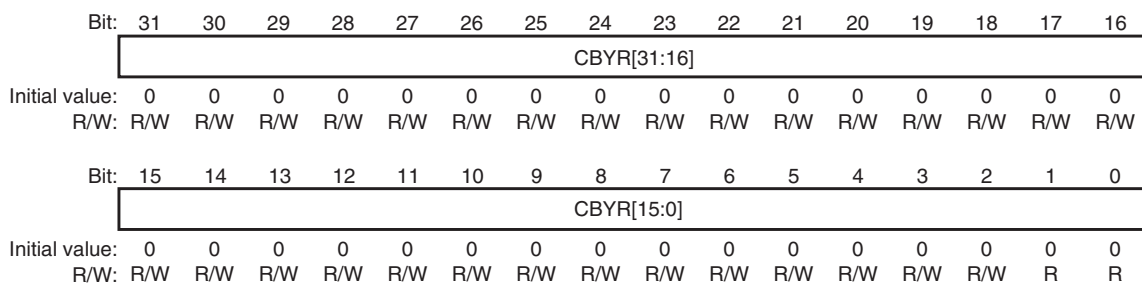 Bit: 31 30 29 28 27 26 25 24 23 22 21 20 19 18 17 16
CBYR[31:16]
Initial value: 0 0 0 0 0 0 0 0 0 0 0 0 0 0 0 0
R/W: R/W R/W R/W R/W R/W R/W R/W R/W R/W R/W R/W R/W R/W R/W R/W R/W
Bit: 15 14 13 12 11 10 9 8 7 6 5 4 3 2 1 0
CBYR[15:0]
Initial value: 0 0 0 0 0 0 0 0 0 0 0 0 0 0 0 0
R/W: R/W R/W R/W R/W R/W R/W R/W R/W R/W R/W R/W R/W R/W R/W R R